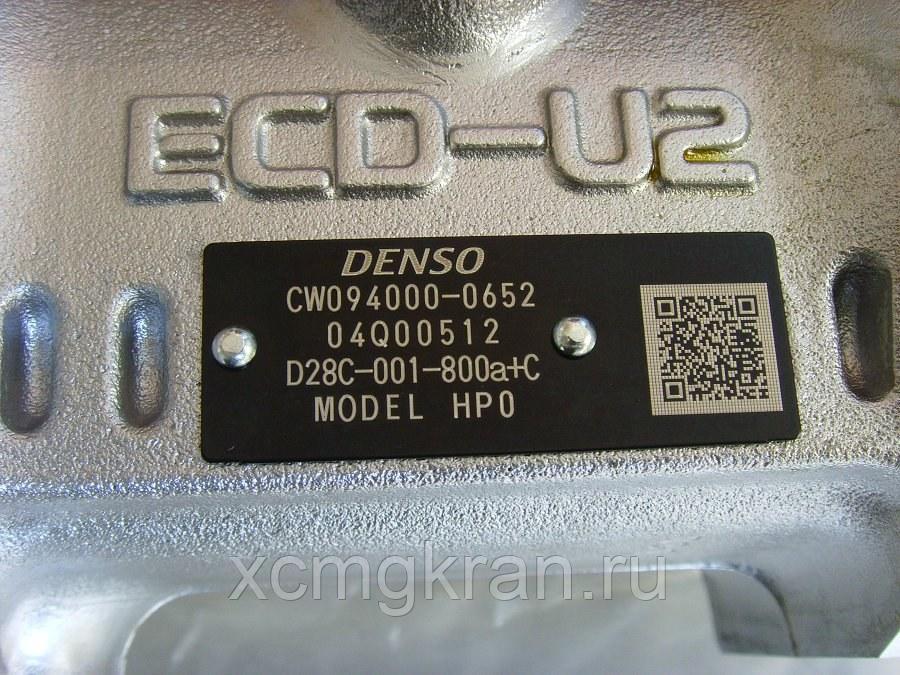 ECD-U2
DENSO
CW094000-0652
04Q00512
D28C-001-800a+C
MODEL HP0
xcmgkran.ru